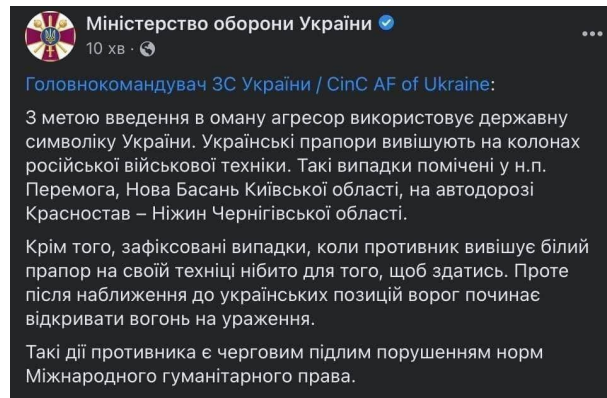 Міністерство оборони України
10 хв ·
Головнокомандувач ЗС України / CinC AF of Ukraine:
З метою введення в оману агресор використовує державну
символіку України. Українські прапори вивішують на колонах
російської військової техніки. Такі випадки помічені у н.п.
Перемога, Нова Басань Київської області, на автодорозі
Красностав – Ніжин Чернігівської області.
Крім того, зафіксовані випадки, коли противник вивішує білий
прапор на своїй техніці нібито для того, щоб здатись. Проте
після наближення до українських позицій ворог починає
відкривати вогонь на ураження.
Такі дії противника є черговим підлим порушенням норм
Міжнародного гуманітарного права.